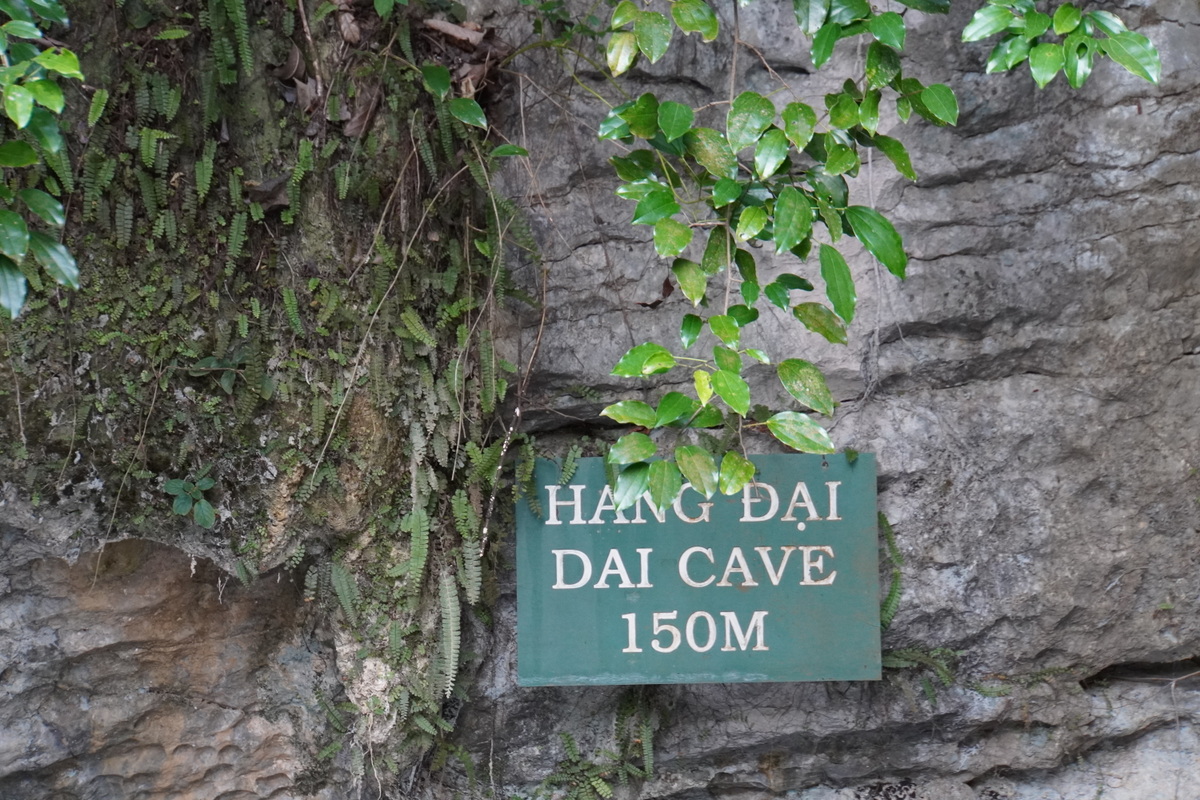 HANG ĐẠI
DAI CAVE
150M